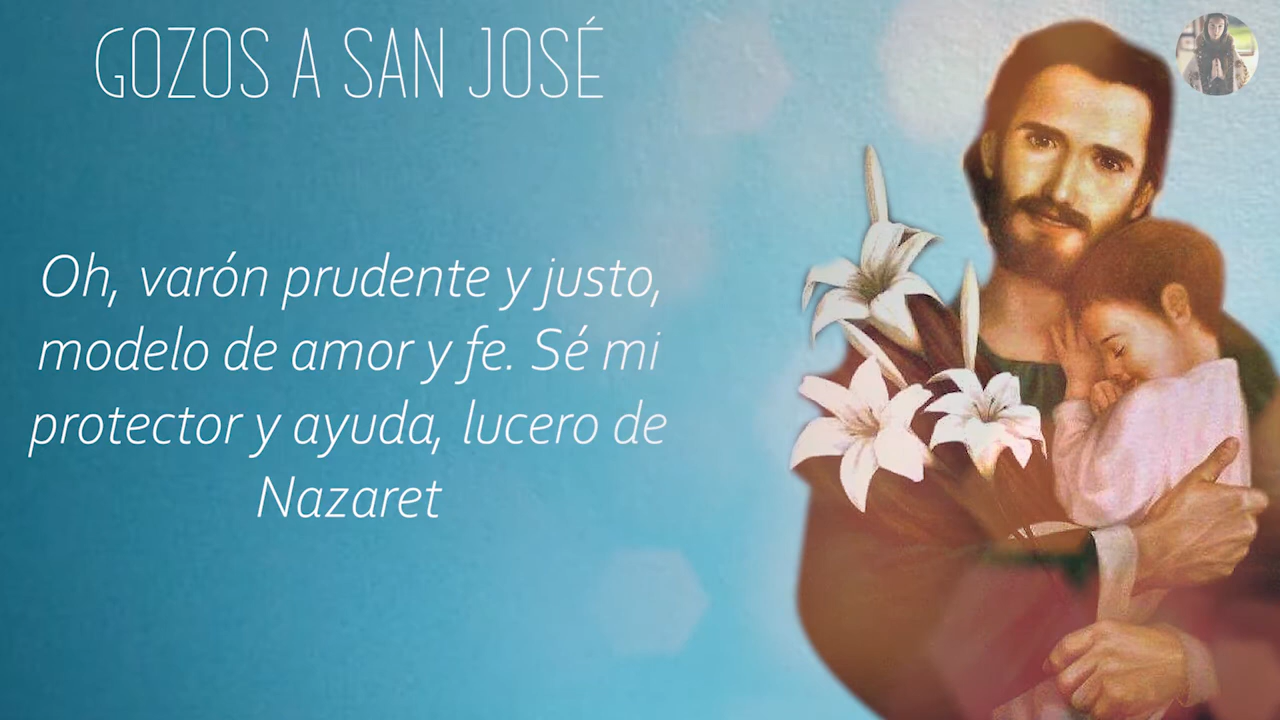 GOZOS A SAN JOSÉ
Oh, varón prudente y justo,
modelo de amor y fe. Sé mi
protector y ayuda, lucero de
Nazaret